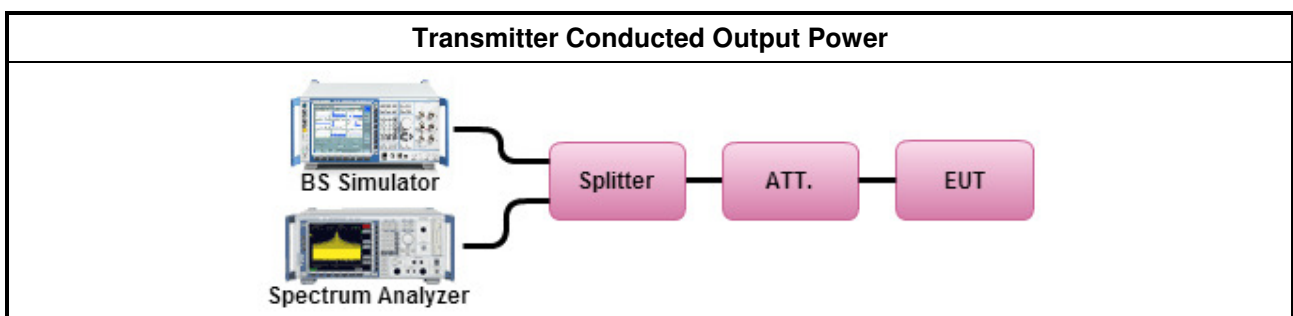 Transmitter Conducted Output Power
BS Simulator
Splitter
ATT.
EUT
Spectrum Analyzer